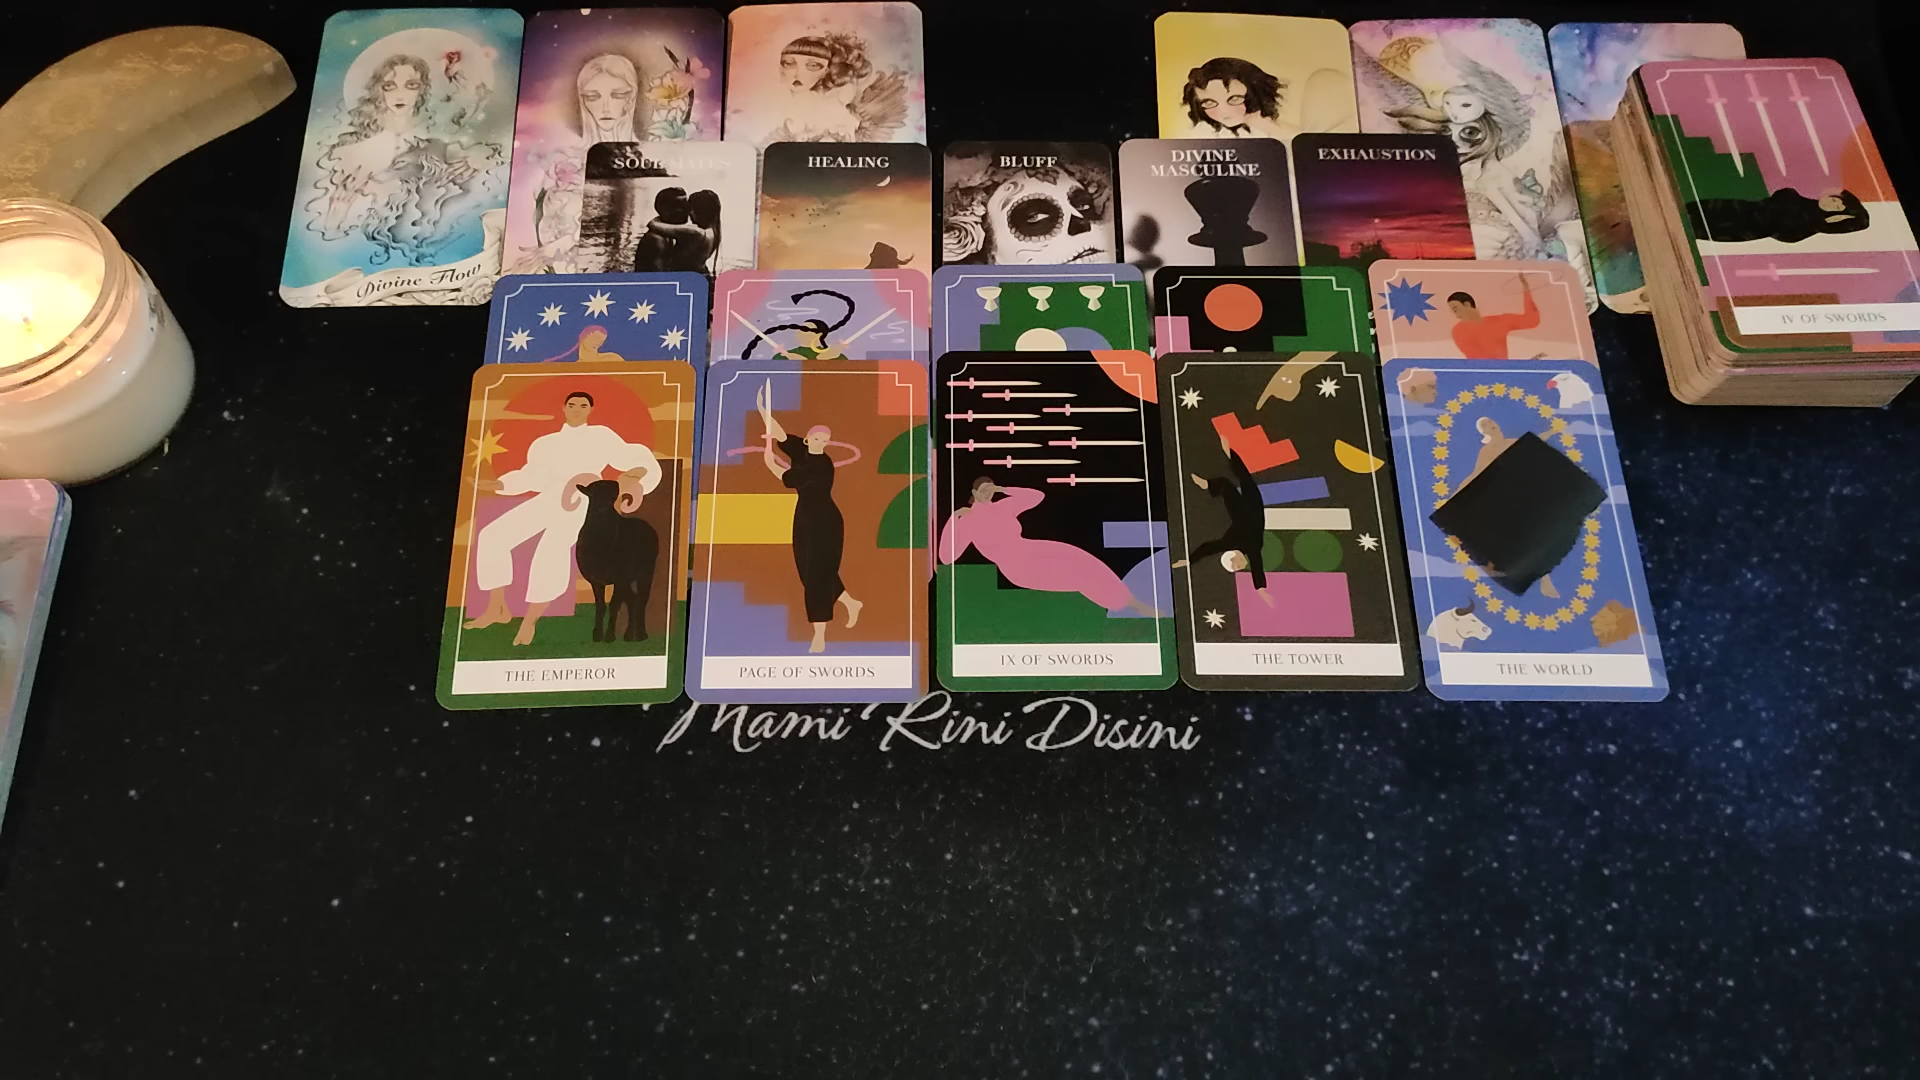 Divine Flow
SOULMATES
HEALING
BLUFF
DIVINE
MASCULINE
EXHAUSTION
IV OF SWORDS
THE EMPEROR
PAGE OF SWORDS
IX OF SWORDS
THE TOWER
THE WORLD
Mami Rini Disini